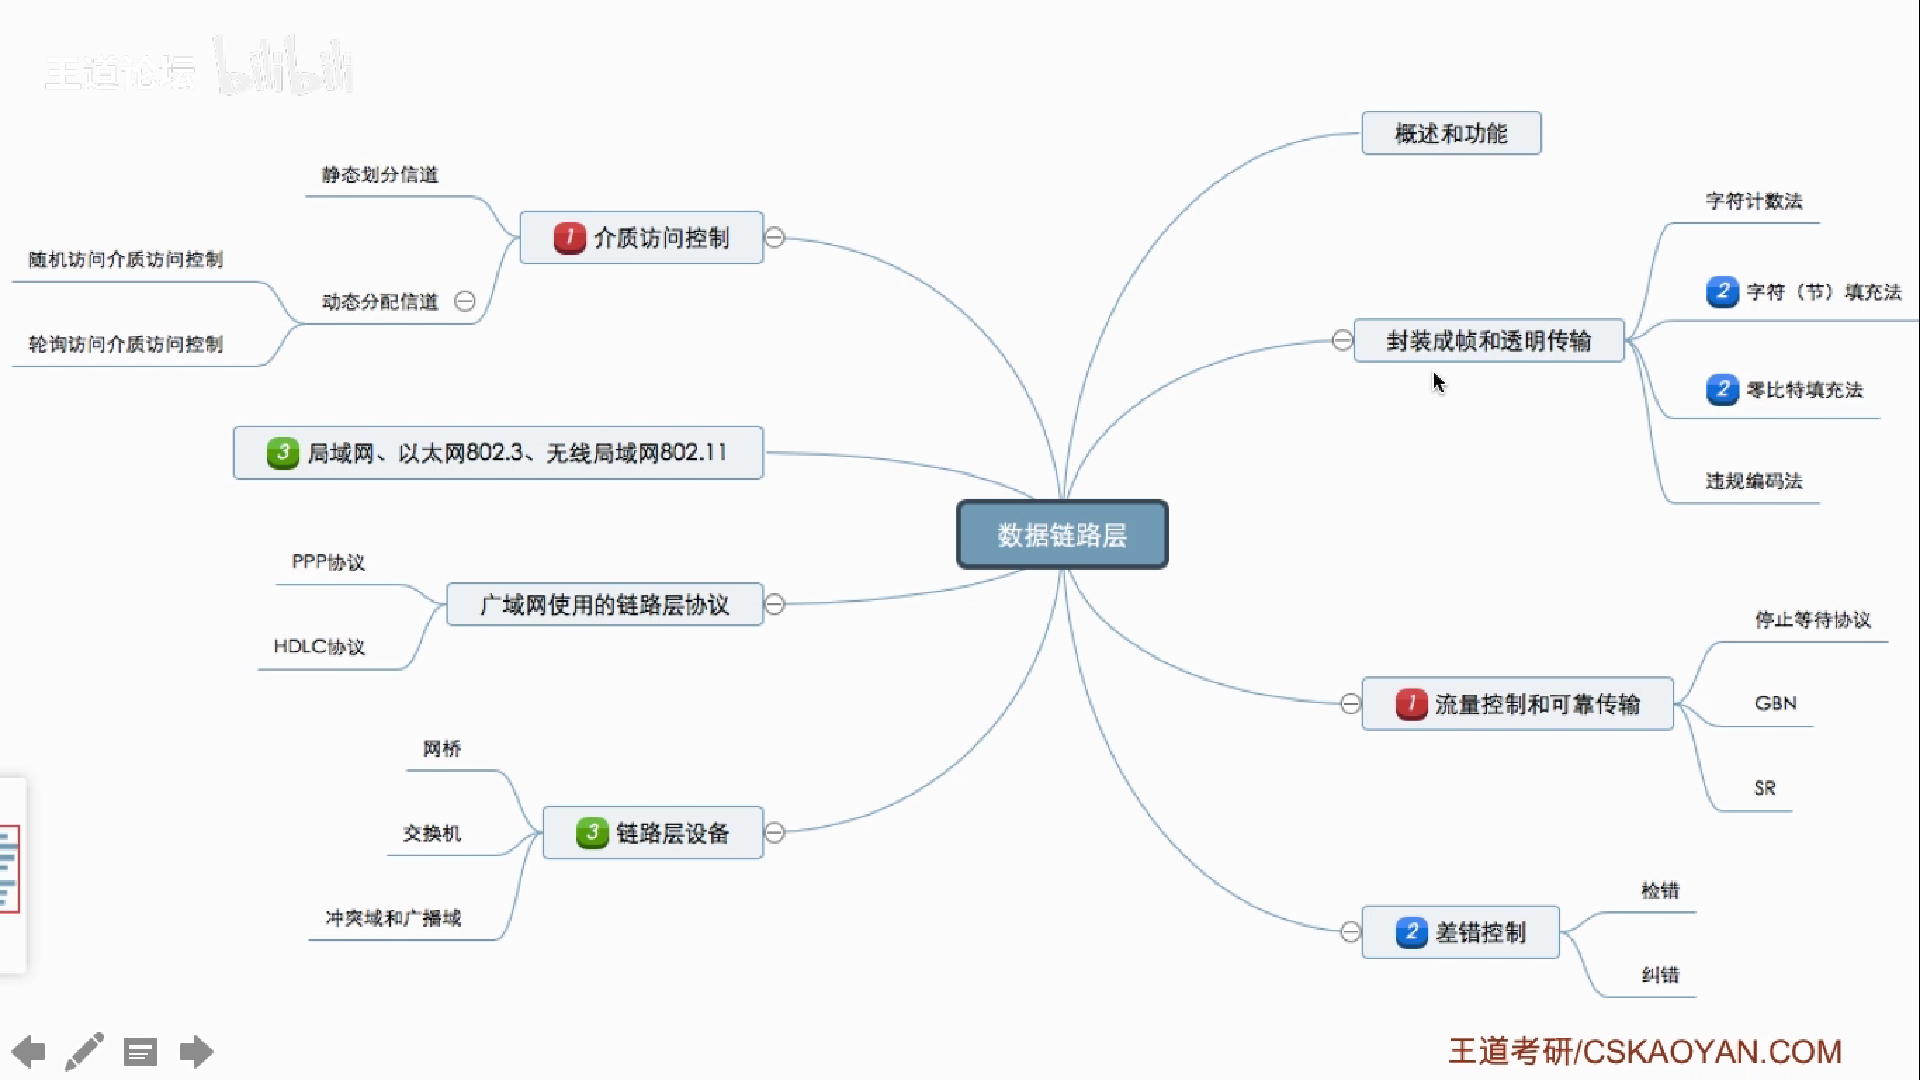 王道论坛 bilibili
概述和功能
静态划分信道
字符计数法
1 介质访问控制
随机访问介质访问控制
2 字符（节）填充法
动态分配信道
封装成帧和透明传输
轮询访问介质访问控制
2 零比特填充法
3 局域网、以太网802.3、无线局域网802.11
违规编码法
数据链路层
PPP协议
广域网使用的链路层协议
停止等待协议
HDLC协议
1 流量控制和可靠传输
GBN
网桥
SR
交换机
3 链路层设备
检错
冲突域和广播域
2 差错控制
纠错
王道考研/CSKAOYAN.COM